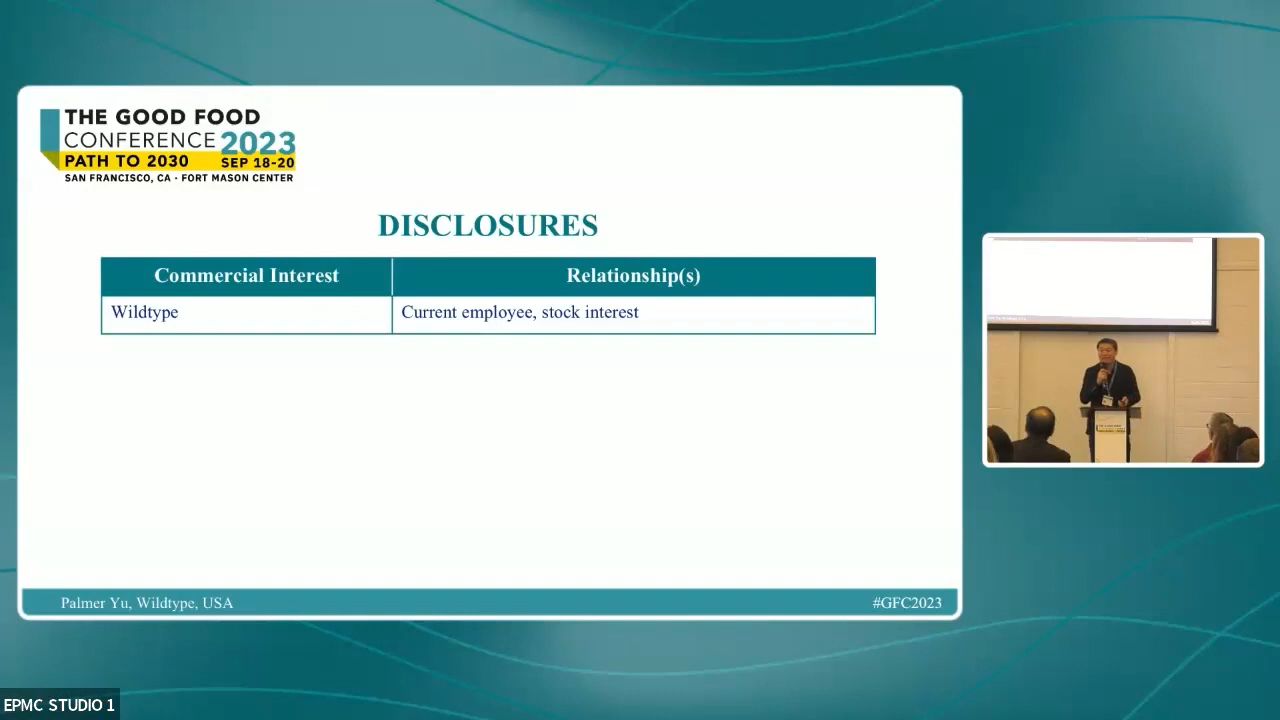 THE GOOD FOOD
CONFERENCE 2023
PATH TO 2030 SEP 18-20
SAN FRANCISCO, CA · FORT MASON CENTER
DISCLOSURES
Commercial Interest Relationship(s)
Wildtype Current employee, stock interest
Palmer Yu, Wildtype, USA #GFC2023
EPMC STUDIO 1